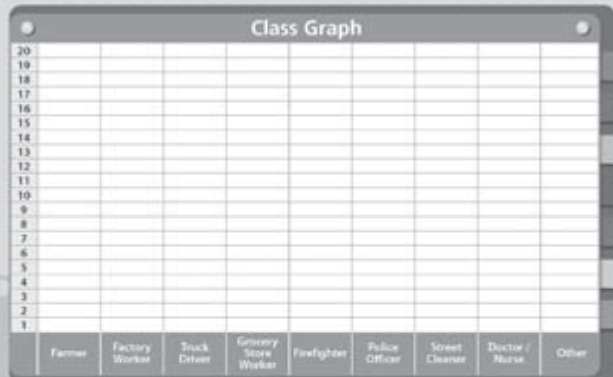 Class Graph
20
19
18
17
16
15
14
13
12
11
10
9
8
7
6
5
4
3
2
1
Farmer
Factory
Worker
Truck
Driver
Grocery
Store
Worker
Firefighter
Police
Officer
Street
Cleaner
Doctor /
Nurse
Other